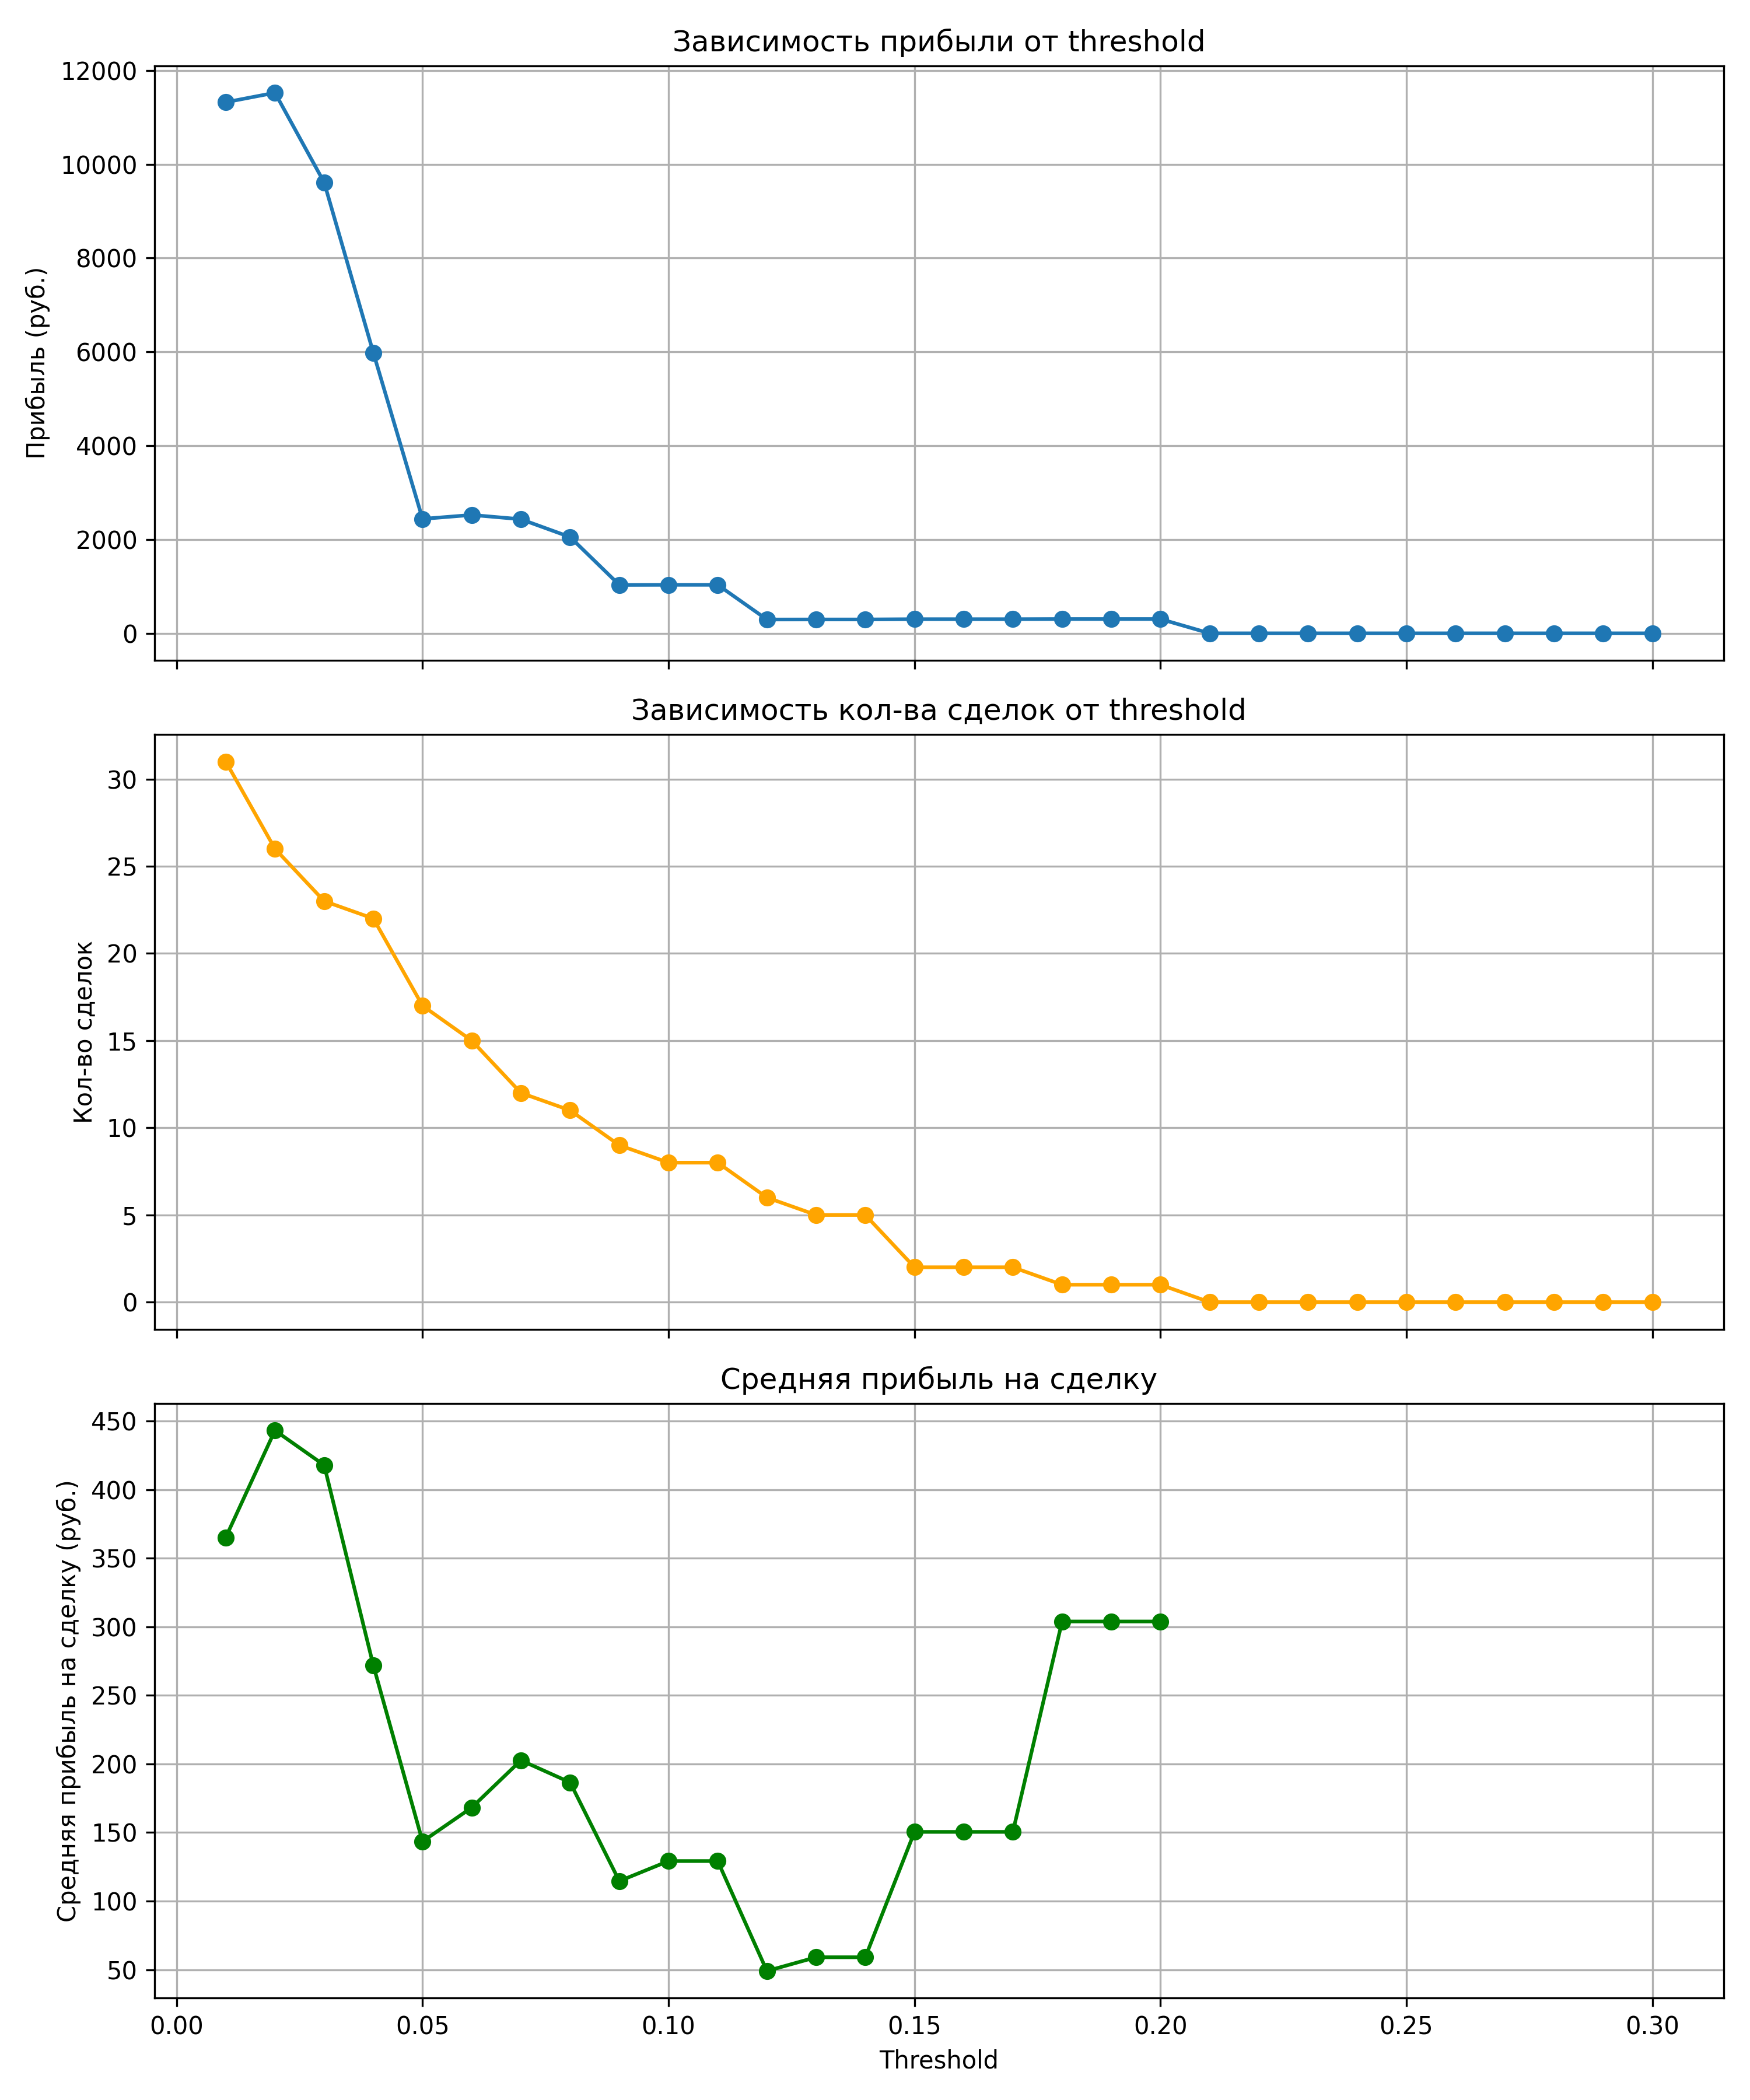 Зависимость прибыли от threshold
12000
10000
8000
6000
4000
2000
0
Прибыль (руб.)
Зависимость кол-ва сделок от threshold
30
25
20
15
10
5
0
Кол-во сделок
Средняя прибыль на сделку
450
400
350
300
250
200
150
100
50
Средняя прибыль на сделку (руб.)
0.00 0.05 0.10 0.15 0.20 0.25 0.30
Threshold